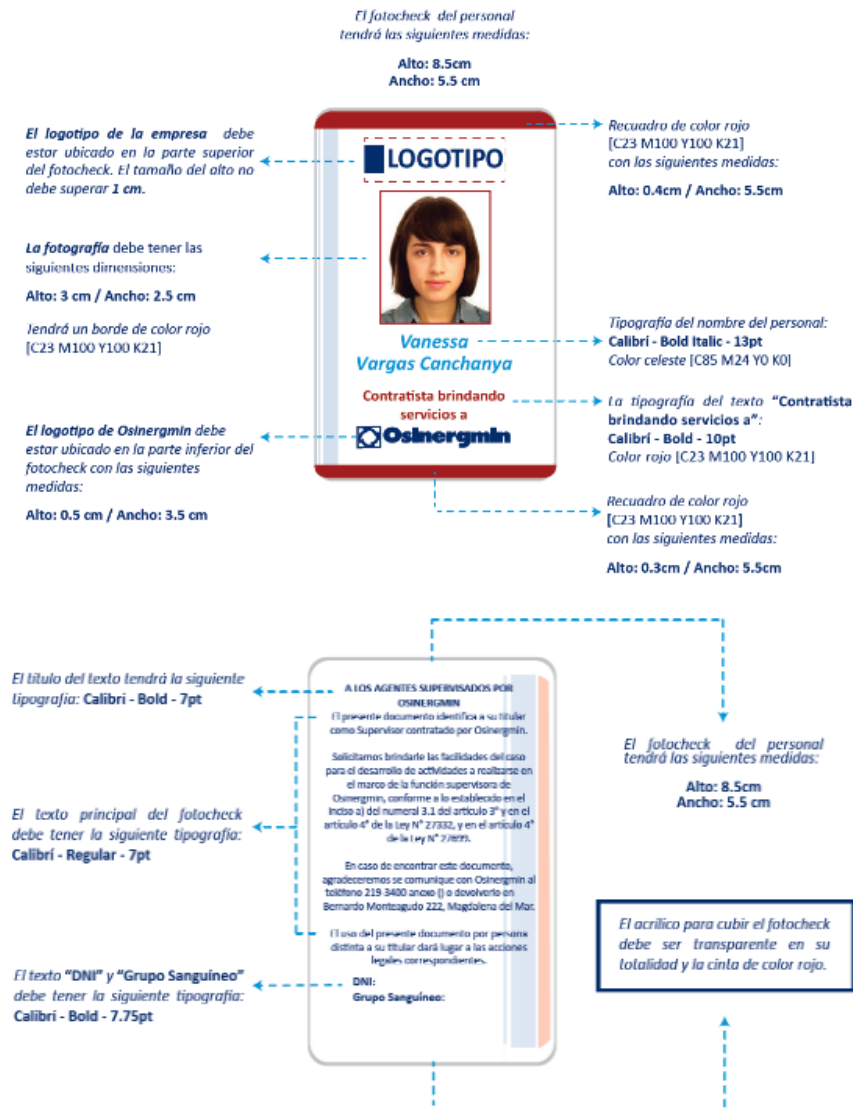 El fotocheck del personal
tendrá las siguientes medidas:
Alto: 8.5cm
Ancho: 5.5 cm
El logotipo de la empresa debe
estar ubicado en la parte superior
del fotocheck. El tamaño del alto no
debe superar 1 cm.
La fotografía debe tener las
siguientes dimensiones:
Alto: 3 cm / Ancho: 2.5 cm
Tendrá un borde de color rojo
[C23 M100 Y100 K21]
El logotipo de Osinergmin debe
estar ubicado en la parte inferior del
fotocheck con las siguientes
medidas:
Alto: 0.5 cm / Ancho: 3.5 cm
LOGOTIPO
Vanessa
Vargas Canchanya
Contratista brindando
servicios a
Osinergmin
Recuadro de color rojo
[C23 M100 Y100 K21]
con las siguientes medidas:
Alto: 0.4cm / Ancho: 5.5cm
Tipografía del nombre del personal:
Calibri - Bold Italic - 13pt
Color celeste [C85 M24 Y0 K0]
La tipografía del texto "Contratista
brindando servicios a":
Calibrí - Bold - 10pt
Color rojo [C23 M100 Y100 K21]
Recuadro de color rojo
[C23 M100 Y100 K21]
con las siguientes medidas:
Alto: 0.3cm / Ancho: 5.5cm
El título del texto tendrá la siguiente
tipografía: Calibrí - Bold - 7pt
El texto principal del fotocheck
debe tener la siguiente tipografía:
Calibrí - Regular - 7pt
El texto "DNI" y "Grupo Sanguíneo"
debe tener la siguiente tipografía:
Calibrí - Bold - 7.75pt
A LOS AGENTES SUPERVISADOS POR
OSINERGMIN
El presente documento identifica a su titular
como Supervisor contratado por Osinergmin.
Solicitamos brindarle las facilidades del caso
para el desarrollo de actividades a realizarse en
el marco de la función supervisora de
Osinergmin, conforme a lo establecido en el
inciso a) del numeral 3.1 del artículo 3° y en el
artículo 4° de la Ley N° 27332, y en el artículo 4°
de la Ley N° 27699.
En caso de encontrar este documento,
agradeceremos se comunique con Osinergmin al
teléfono 219-3400 anexo () o devolverlo en
Bernardo Monteagudo 222, Magdalena del Mar.
El uso del presente documento por persona
distinta a su titular dará lugar a las acciones
legales correspondientes.
DNI:
Grupo Sanguíneo:
El fotocheck del personal
tendrá las siguientes medidas:
Alto: 8.5cm
Ancho: 5.5 cm
El acrílico para cubir el fotocheck
debe ser transparente en su
totalidad y la cinta de color rojo.